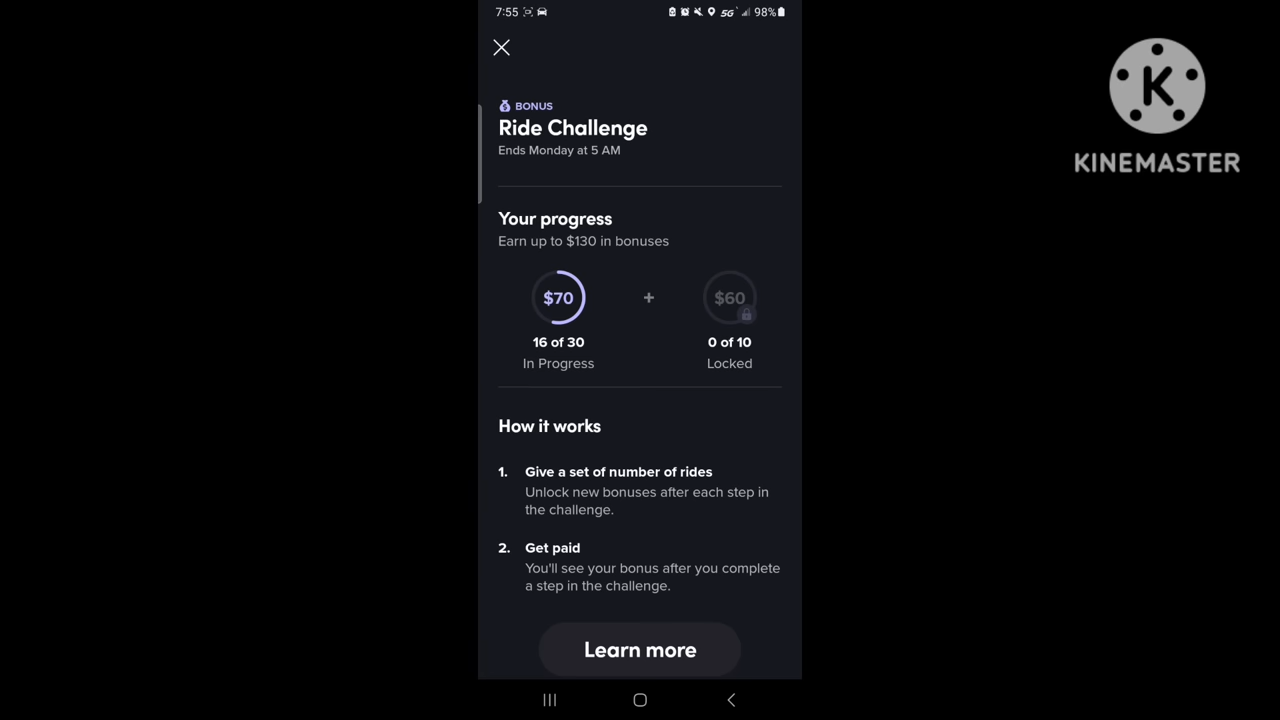 7:55 5G 98%
K
KINEMASTER
BONUS
Ride Challenge
Ends Monday at 5 AM
Your progress
Earn up to $130 in bonuses
$70 + $60
16 of 30 0 of 10
In Progress Locked
How it works
1. Give a set of number of rides
Unlock new bonuses after each step in
the challenge.
2. Get paid
You'll see your bonus after you complete
a step in the challenge.
Learn more